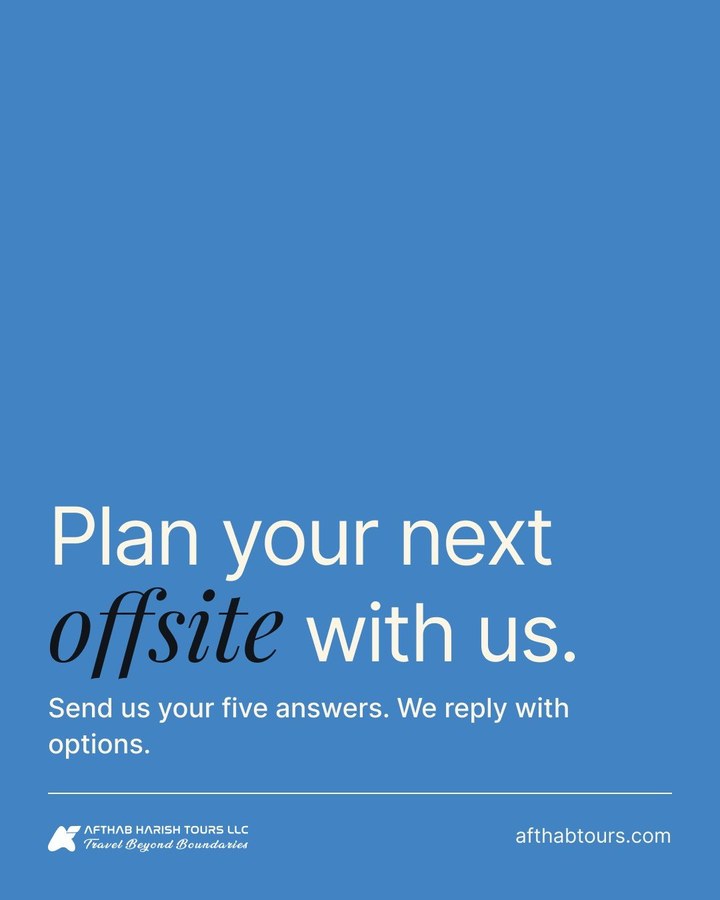 Plan your next
offsite with us.
Send us your five answers. We reply with
options.
AFTHAB HARISH TOURS LLC
Travel Beyond Boundaries
afthabtours.com